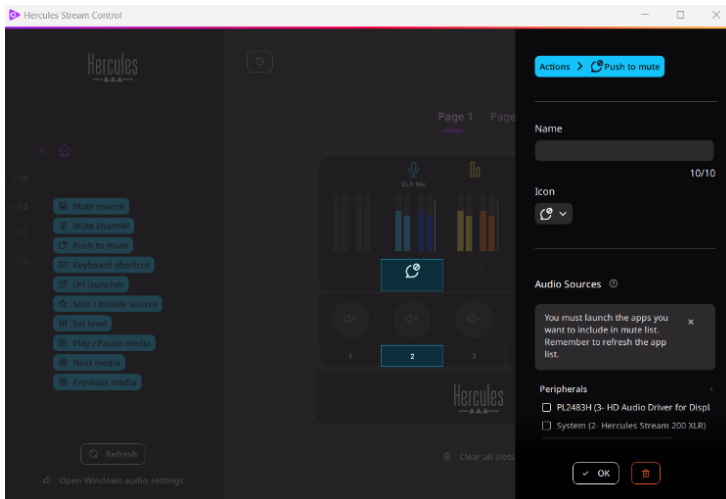 Hercules Stream Control
Hercules
Actions > Push to mute
Page 1 Page
Name
10/10
Icon
XLR Mic
Mute source
Mute channel
Push to mute
Keyboard shortcut
Url launcher
Solo / Isolate source
Set level
Play / Pause media
Next media
Previous media
Audio Sources
You must launch the apps you
want to include in mute list.
Remember to refresh the app
list.
1 2 3
Peripherals
PL2483H (3- HD Audio Driver for Displ
System (2- Hercules Stream 200 XLR)
Hercules
Refresh
Clear all slots
OK
Open Windows audio settings